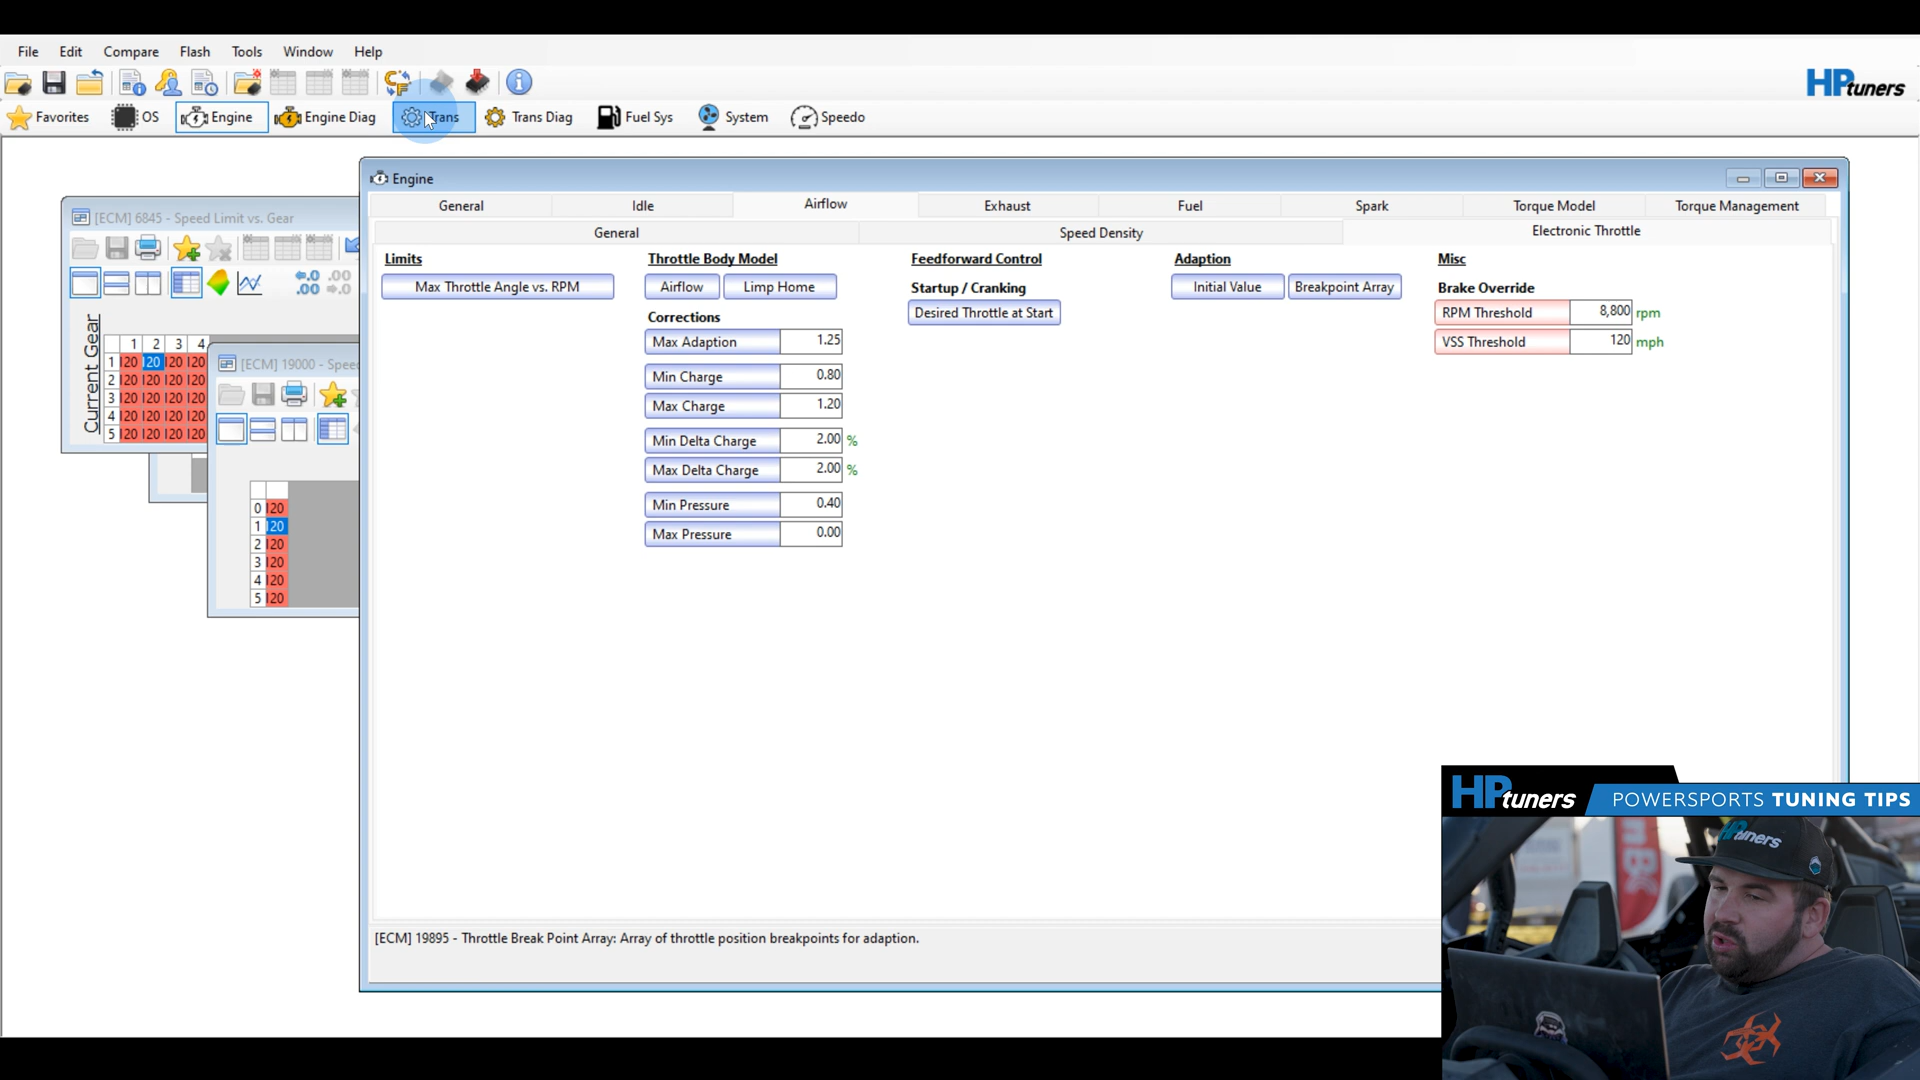 File Edit Compare Flash Tools Window Help
HPtuners
Favorites OS Engine Engine Diag Trans Trans Diag Fuel Sys System Speedo
Engine
General Idle Airflow Exhaust Fuel Spark Torque Model Torque Management
General Speed Density Electronic Throttle
Limits
Max Throttle Angle vs. RPM
Throttle Body Model
Airflow Limp Home
Corrections
Max Adaption 1.25
Min Charge 0.80
Max Charge 1.20
Min Delta Charge 2.00 %
Max Delta Charge 2.00 %
Min Pressure 0.40
Max Pressure 0.00
Feedforward Control
Startup / Cranking
Desired Throttle at Start
Adaption
Initial Value Breakpoint Array
Misc
Brake Override
RPM Threshold 8,800 rpm
VSS Threshold 120 mph
[ECM] 19895 - Throttle Break Point Array: Array of throttle position breakpoints for adaption.
[ECM] 6845 - Speed Limit vs. Gear
Current Gear
1 2 3 4
1 120 120 120 120
2 120 120 120 120
3 120 120 120 120
4 120 120 120 120
5 120 120 120 120
[ECM] 19000 - Spee
0 120
1 120
2 120
3 120
4 120
5 120
HPtuners POWERSPORTS TUNING TIPS
HPtuners